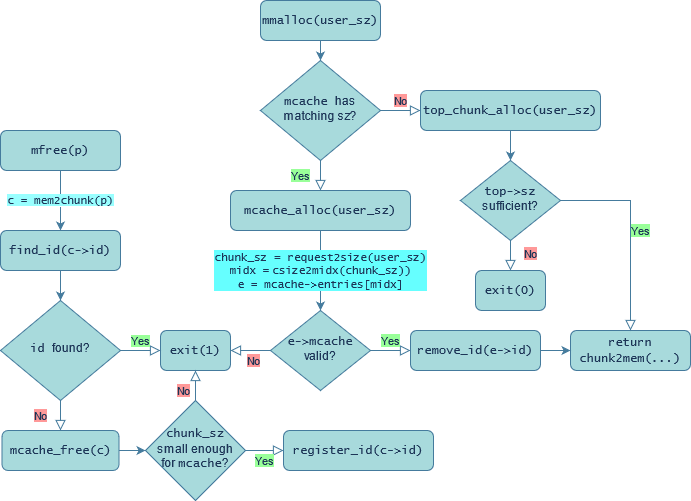 mmalloc(user_sz)
mcache has
matching sz?
No
top_chunk_alloc(user_sz)
mfree(p)
Yes
top->sz
sufficient?
c = mem2chunk(p)
mcache_alloc(user_sz)
Yes
find_id(c->id)
chunk_sz = request2size(user_sz)
midx = csize2midx(chunk_sz))
e = mcache->entries[midx]
No
exit(0)
id found?
Yes
exit(1)
No
e->mcache
valid?
Yes
remove_id(e->id)
return
chunk2mem(...)
No
No
mcache_free(c)
chunk_sz
small enough
for mcache?
Yes
register_id(c->id)